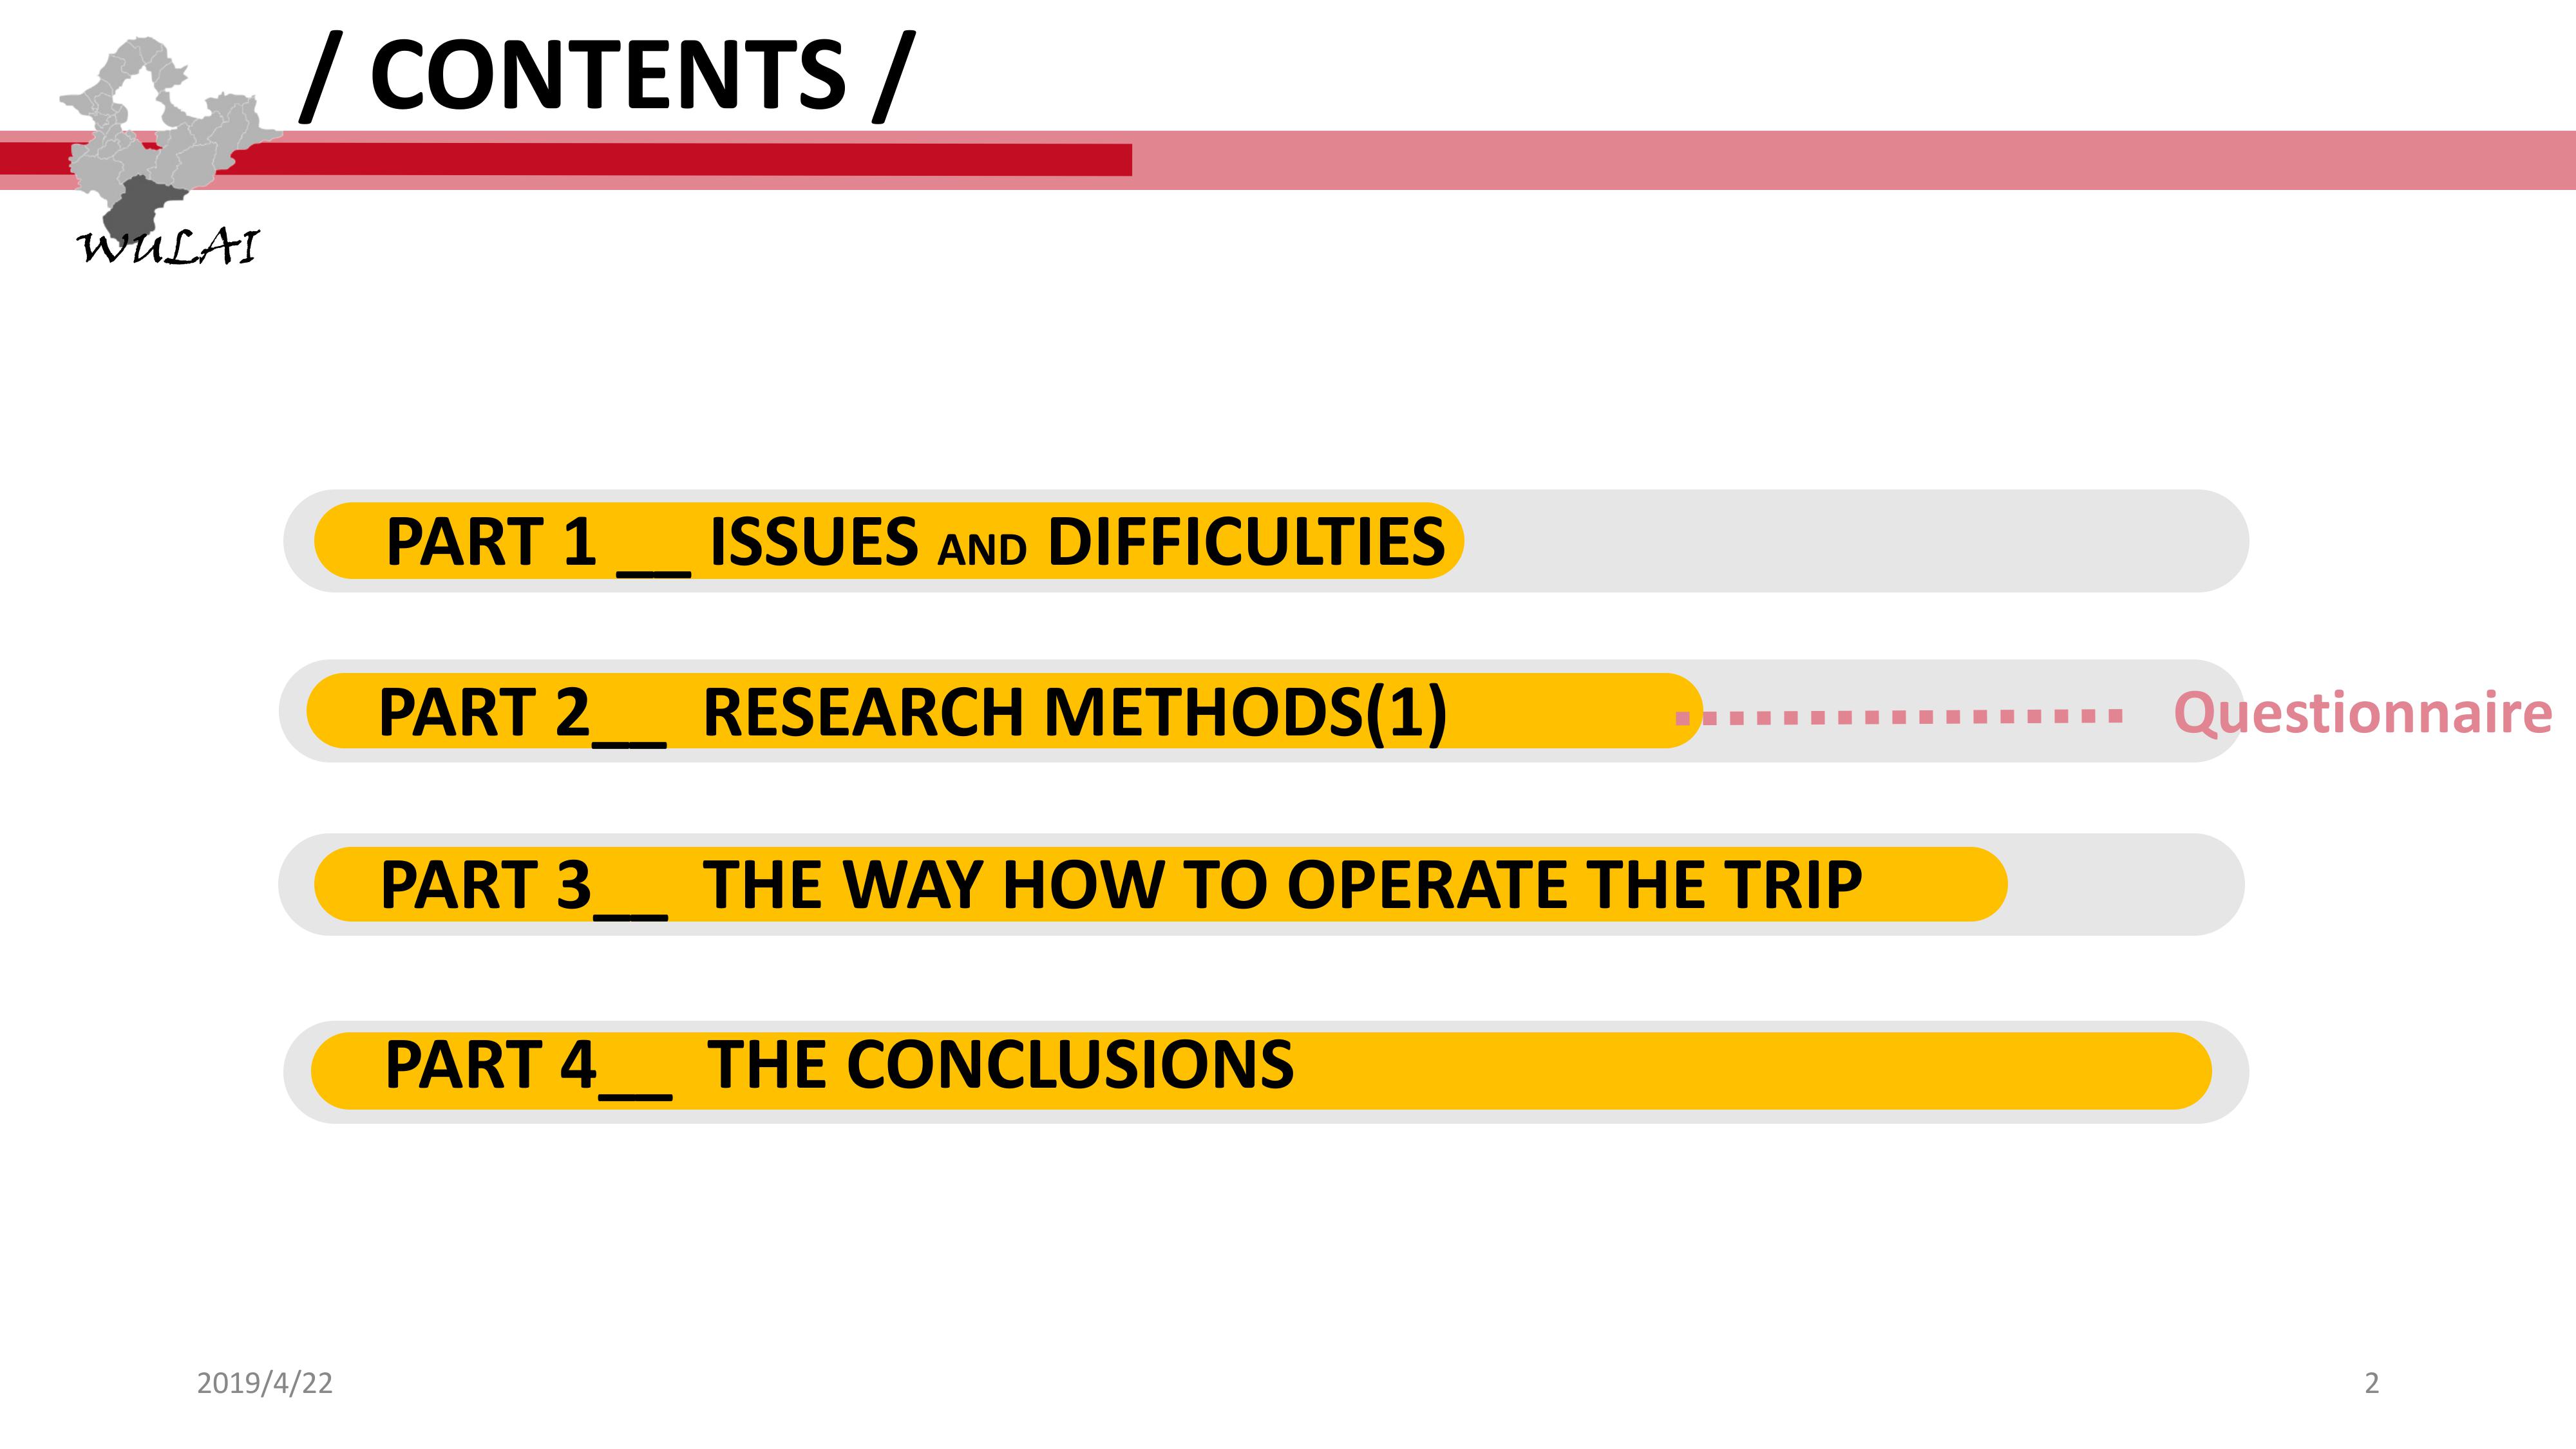 / CONTENTS /
WULAI
PART 1 __ ISSUES AND DIFFICULTIES
PART 2__ RESEARCH METHODS(1)
Questionnaire
PART 3__ THE WAY HOW TO OPERATE THE TRIP
PART 4__ THE CONCLUSIONS
2019/4/22
2